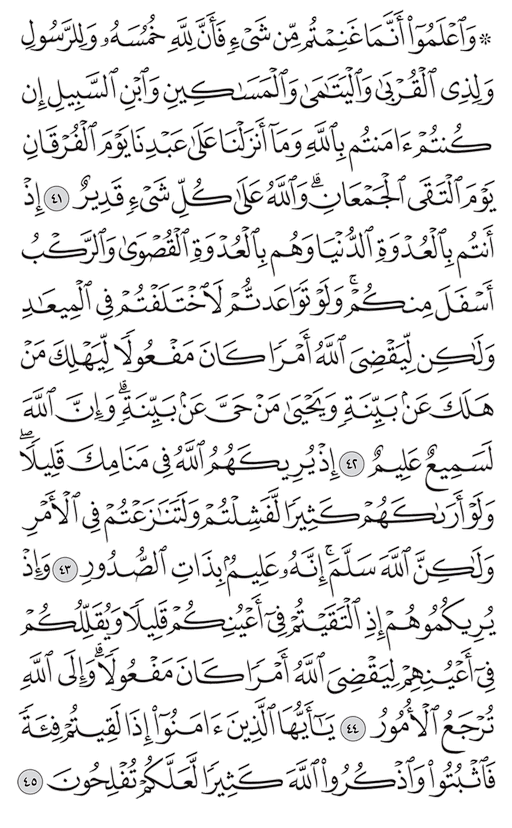 ۞ وَٱعْلَمُوٓا۟ أَنَّمَا غَنِمْتُم مِّن شَىْءٍ فَأَنَّ لِلَّهِ خُمُسَهُۥ وَلِلرَّسُولِ
وَلِذِى ٱلْقُرْبَىٰ وَٱلْيَتَـٰمَىٰ وَٱلْمَسَـٰكِينِ وَٱبْنِ ٱلسَّبِيلِ إِن
كُنتُمْ ءَامَنتُم بِٱللَّهِ وَمَآ أَنزَلْنَا عَلَىٰ عَبْدِنَا يَوْمَ ٱلْفُرْقَانِ
يَوْمَ ٱلْتَقَى ٱلْجَمْعَانِ ۗ وَٱللَّهُ عَلَىٰ كُلِّ شَىْءٍ قَدِيرٌ ٤١ إِذْ
أَنتُم بِٱلْعُدْوَةِ ٱلدُّنْيَا وَهُم بِٱلْعُدْوَةِ ٱلْقُصْوَىٰ وَٱلرَّكْبُ
أَسْفَلَ مِنكُمْ ۚ وَلَوْ تَوَاعَدتُّمْ لَٱخْتَلَفْتُمْ فِى ٱلْمِيعَـٰدِ
وَلَـٰكِن لِّيَقْضِىَ ٱللَّهُ أَمْرًا كَانَ مَفْعُولًا لِّيَهْلِكَ مَنْ
هَلَكَ عَنۢ بَيِّنَةٍ وَيَحْيَىٰ مَنْ حَىَّ عَنۢ بَيِّنَةٍ ۗ وَإِنَّ ٱللَّهَ
لَسَمِيعٌ عَلِيمٌ ٤٢ إِذْ يُرِيكَهُمُ ٱللَّهُ فِى مَنَامِكَ قَلِيلًا ۖ
وَلَوْ أَرَىٰكَهُمْ كَثِيرًا لَّفَشِلْتُمْ وَلَتَنَـٰزَعْتُمْ فِى ٱلْأَمْرِ
وَلَـٰكِنَّ ٱللَّهَ سَلَّمَ ۗ إِنَّهُۥ عَلِيمٌۢ بِذَاتِ ٱلصُّدُورِ ٤٣ وَإِذْ
يُرِيكُمُوهُمْ إِذِ ٱلْتَقَيْتُمْ فِىٓ أَعْيُنِكُمْ قَلِيلًا وَيُقَلِّلُكُمْ
فِىٓ أَعْيُنِهِمْ لِيَقْضِىَ ٱللَّهُ أَمْرًا كَانَ مَفْعُولًا ۗ وَإِلَى ٱللَّهِ
تُرْجَعُ ٱلْأُمُورُ ٤٤ يَـٰٓأَيُّهَا ٱلَّذِينَ ءَامَنُوٓا۟ إِذَا لَقِيتُمْ فِئَةً
فَٱثْبُتُوا۟ وَٱذْكُرُوا۟ ٱللَّهَ كَثِيرًا لَّعَلَّكُمْ تُفْلِحُونَ ٤٥